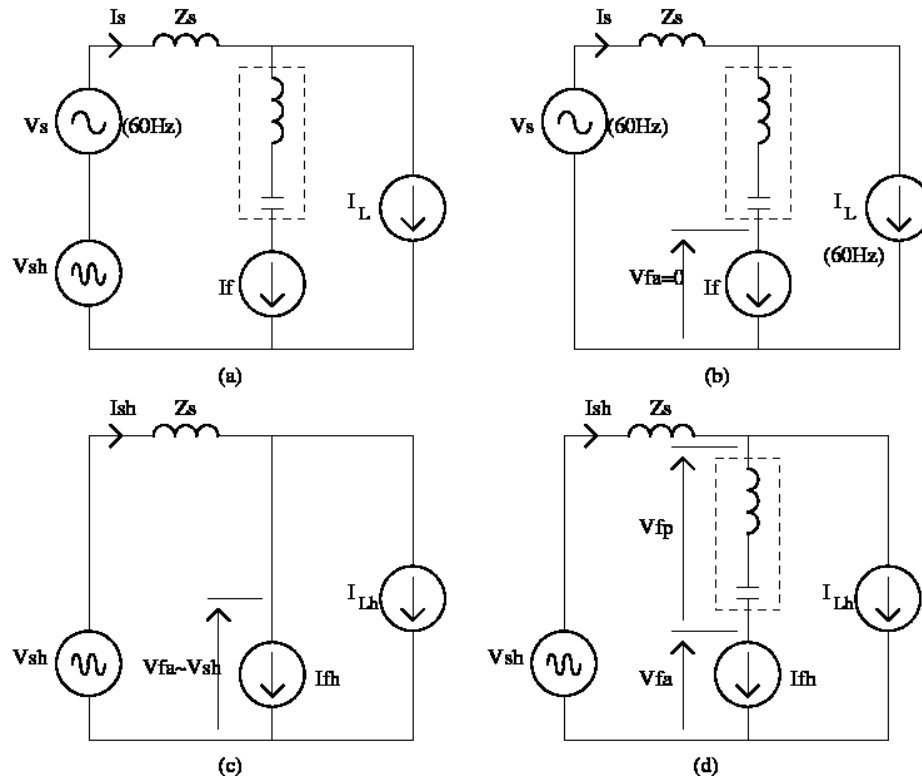 Is Zs
Vs (60Hz)
I L
Vsh If
(a)
Is Zs
Vs (60Hz)
I L
(60Hz)
Vfa=0 If
(b)
Ish Zs
I Lh
Vsh Vfa~Vsh Ifh
(c)
Ish Zs
Vfp
I Lh
Vsh Vfa Ifh
(d)